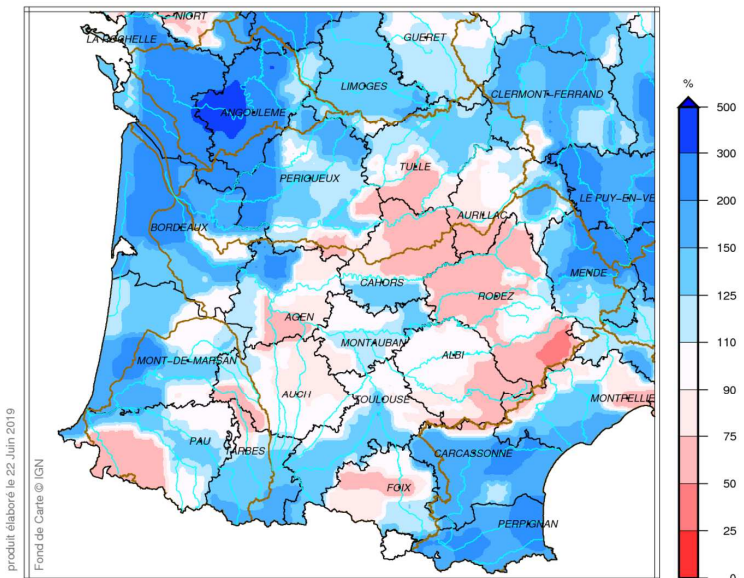 NIORT
LA ROCHELLE
GUERET
LIMOGES
CLERMONT-FERRAND
ANGOULEME
TULLE
PERIGUEUX
LE PUY-EN-VE
AURILLAC
BORDEAUX
MENDE
CAHORS
RODEZ
AGEN
MONTAUBAN
ALBI
MONT-DE-MARSAN
AUCH
TOULOUSE
MONTPELLIE
PAU
TARBES
CARCASSONNE
FOIX
PERPIGNAN
%
500
300
200
150
125
110
90
75
50
25
0
produit élaboré le 22 Juin 2019
Fond de Carte © IGN